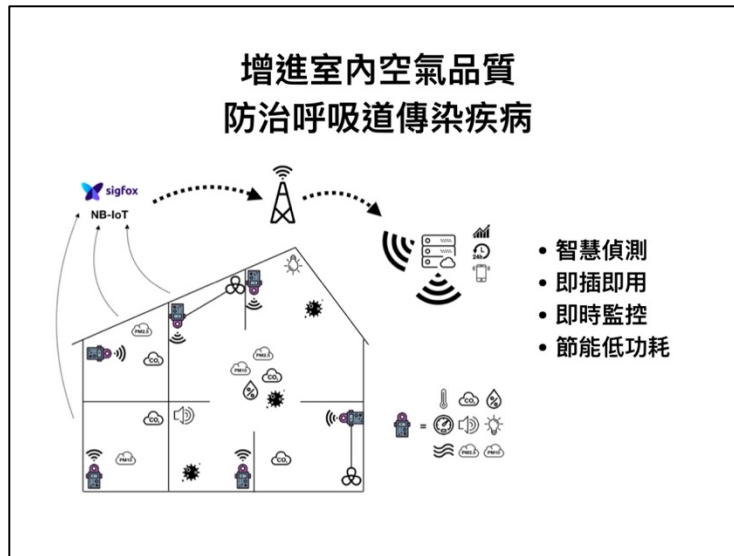 增進室內空氣品質
防治呼吸道傳染疾病
sigfox
NB-IoT
24h
• 智慧偵測
• 即插即用
• 即時監控
• 節能低功耗
PM2.5
CO₂
PM2.5
PM10
CO₂
%
CO₂
PM10
CO₂
=
CO₂
%
PM2.5
PM10